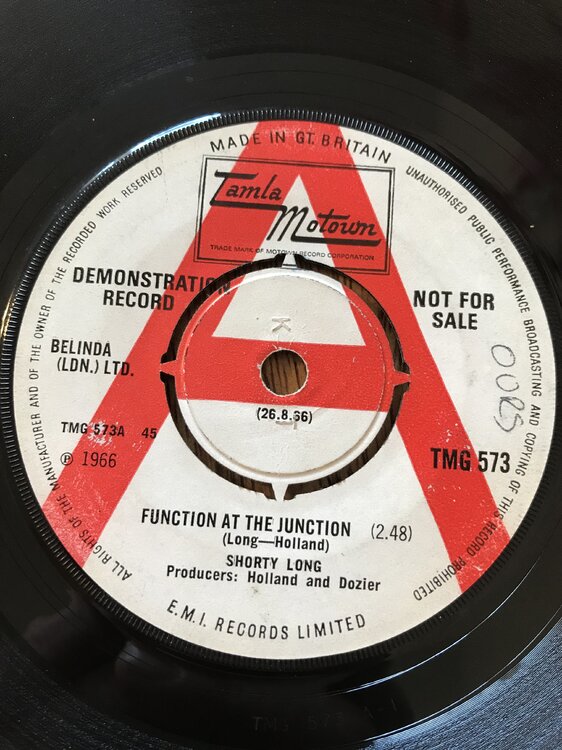 MADE IN GT. BRITAIN
UNAUTHORISED PUBLIC PERFORMANCE BROADCASTING AND COPYING OF THIS RECORD PROHIBITED
ALL RIGHTS OF THE MANUFACTURER AND OF THE OWNER OF THE RECORDED WORK RESERVED
Tamla
Motown
TRADE MARK OF MOTOWN RECORD CORPORATION
A
DEMONSTRATION
RECORD
NOT FOR
SALE
BELINDA
(LDN.) LTD.
K
T
(26.8.66)
TMG 573A 45
℗ 1966
TMG 573
FUNCTION AT THE JUNCTION (2.48)
(Long—Holland)
SHORTY LONG
Producers: Holland and Dozier
E.M.I. RECORDS LIMITED